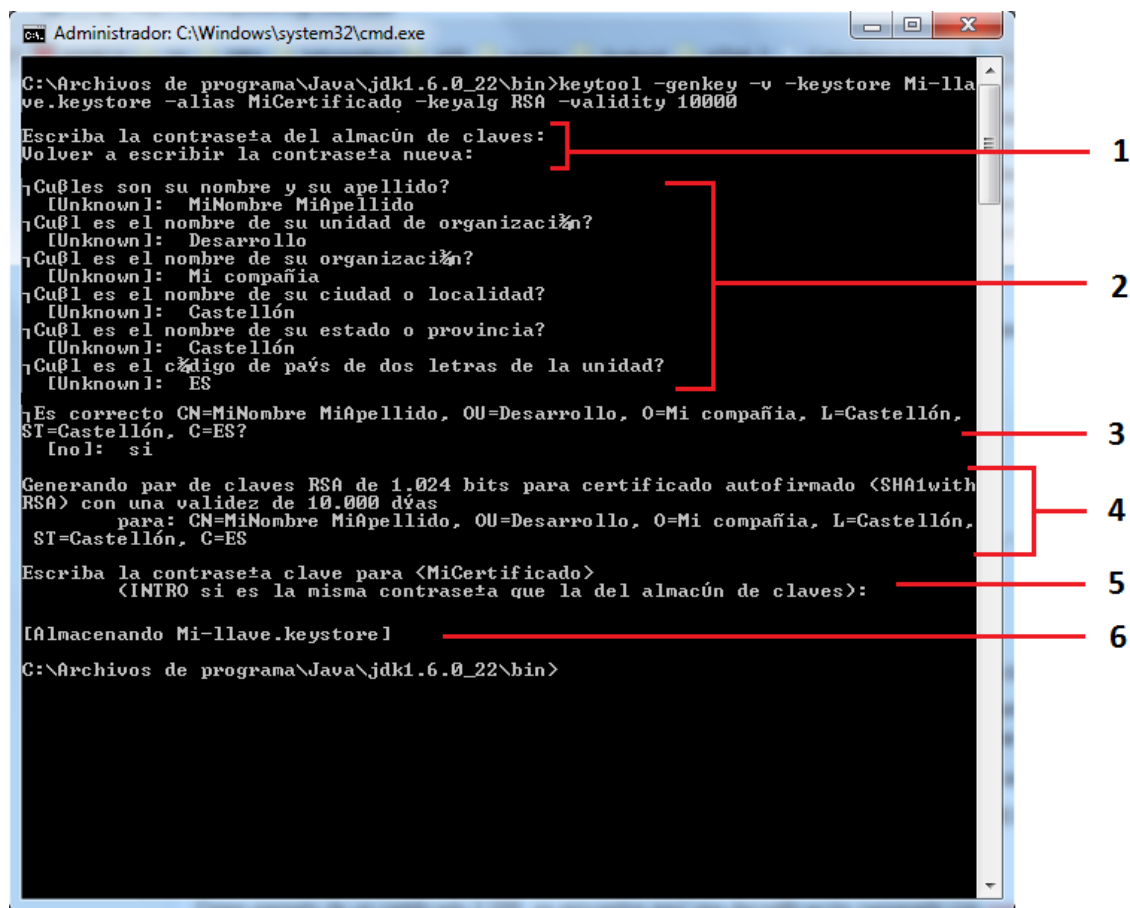 Administrador: C:\Windows\system32\cmd.exe
C:\Archivos de programa\Java\jdk1.6.0_22\bin>keytool -genkey -v -keystore Mi-lla
ve.keystore -alias MiCertificado -keyalg RSA -validity 10000
Escriba la contrase±a del almacÚn de claves:
Volver a escribir la contrase±a nueva:
1
┐Cußles son su nombre y su apellido?
[Unknown]:  MiNombre MiApellido
┐Cußl es el nombre de su unidad de organizaci¾n?
[Unknown]:  Desarrollo
┐Cußl es el nombre de su organizaci¾n?
[Unknown]:  Mi compañia
┐Cußl es el nombre de su ciudad o localidad?
[Unknown]:  Castellón
┐Cußl es el nombre de su estado o provincia?
[Unknown]:  Castellón
┐Cußl es el c¾digo de paÝs de dos letras de la unidad?
[Unknown]:  ES
2
┐Es correcto CN=MiNombre MiApellido, OU=Desarrollo, O=Mi compañia, L=Castellón,
ST=Castellón, C=ES?
[no]:  si
3
Generando par de claves RSA de 1.024 bits para certificado autofirmado (SHA1with
RSA) con una validez de 10.000 dÝas
para: CN=MiNombre MiApellido, OU=Desarrollo, O=Mi compañia, L=Castellón,
ST=Castellón, C=ES
4
Escriba la contrase±a clave para <MiCertificado>
(INTRO si es la misma contrase±a que la del almacÚn de claves):
5
[Almacenando Mi-llave.keystore]
6
C:\Archivos de programa\Java\jdk1.6.0_22\bin>